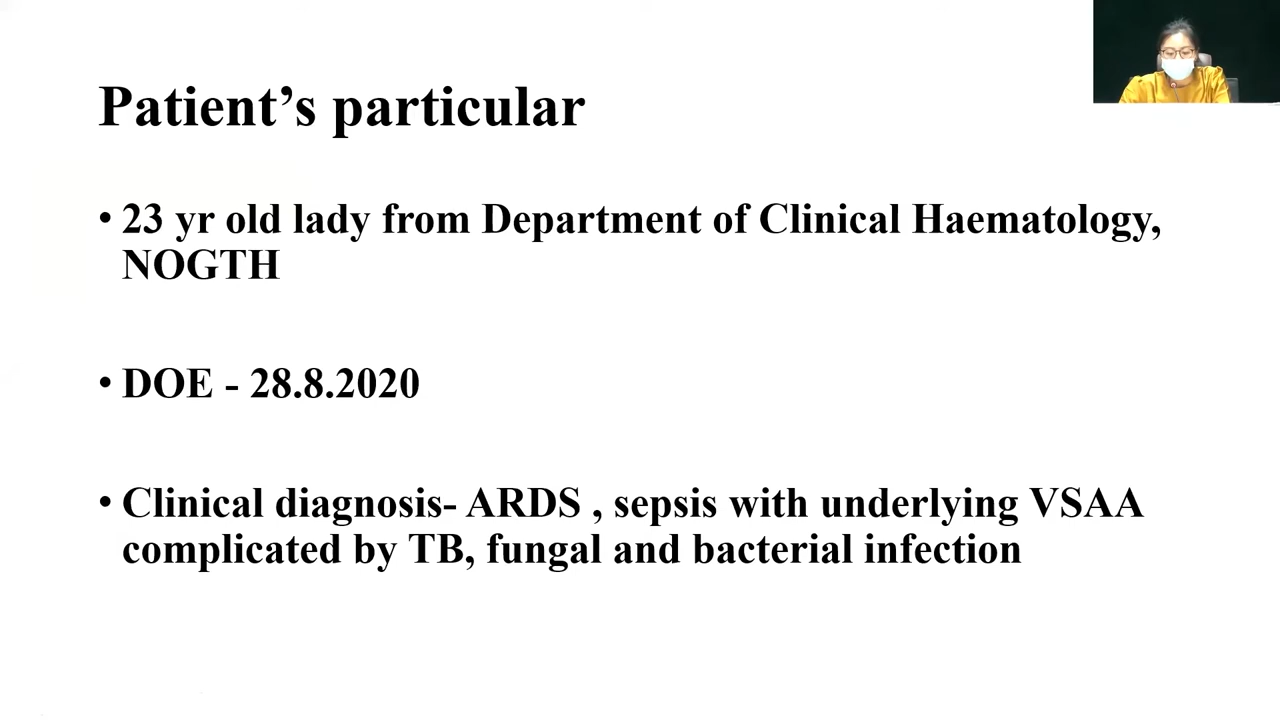 Patient’s particular
• 23 yr old lady from Department of Clinical Haematology,
NOGTH
• DOE - 28.8.2020
• Clinical diagnosis- ARDS , sepsis with underlying VSAA
complicated by TB, fungal and bacterial infection